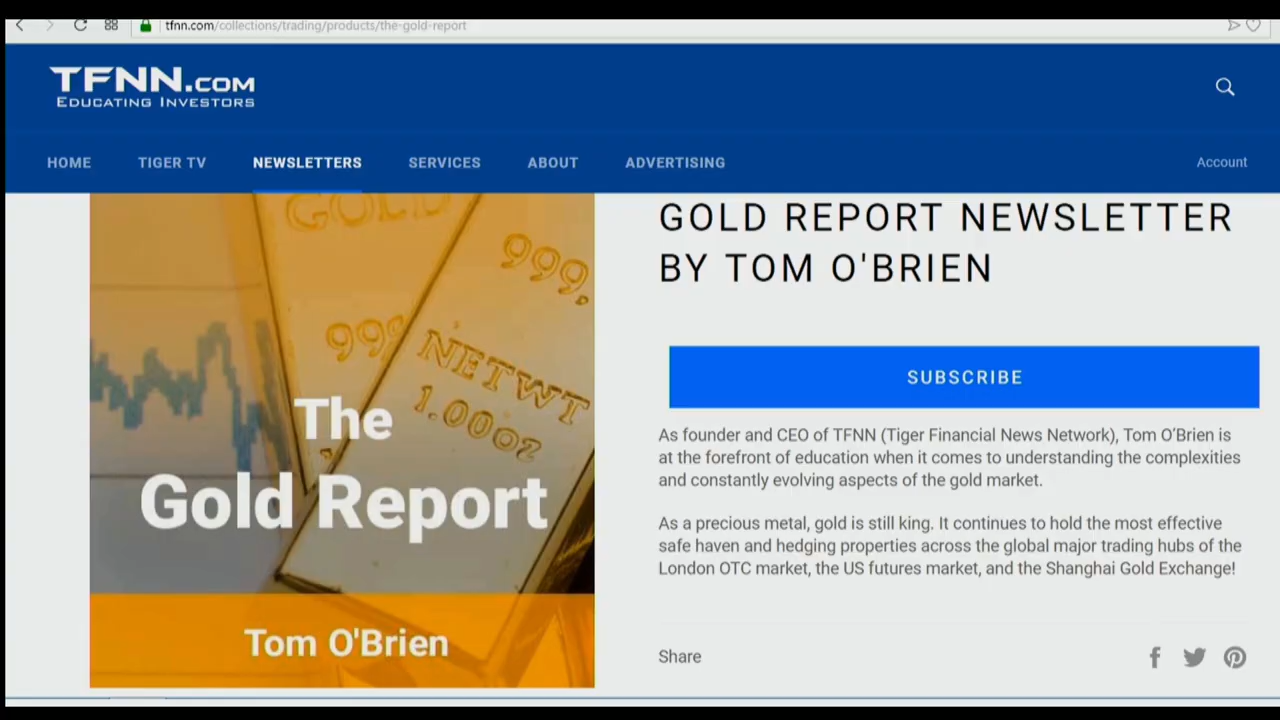 tfnn.com/collections/trading/products/the-gold-report
TFNN.COM
EDUCATING INVESTORS
HOME TIGER TV NEWSLETTERS SERVICES ABOUT ADVERTISING Account
GOLD
999.
999
NETWT
1.00OZ
The
Gold Report
Tom O'Brien
GOLD REPORT NEWSLETTER
BY TOM O'BRIEN
SUBSCRIBE
As founder and CEO of TFNN (Tiger Financial News Network), Tom O’Brien is
at the forefront of education when it comes to understanding the complexities
and constantly evolving aspects of the gold market.
As a precious metal, gold is still king. It continues to hold the most effective
safe haven and hedging properties across the global major trading hubs of the
London OTC market, the US futures market, and the Shanghai Gold Exchange!
Share